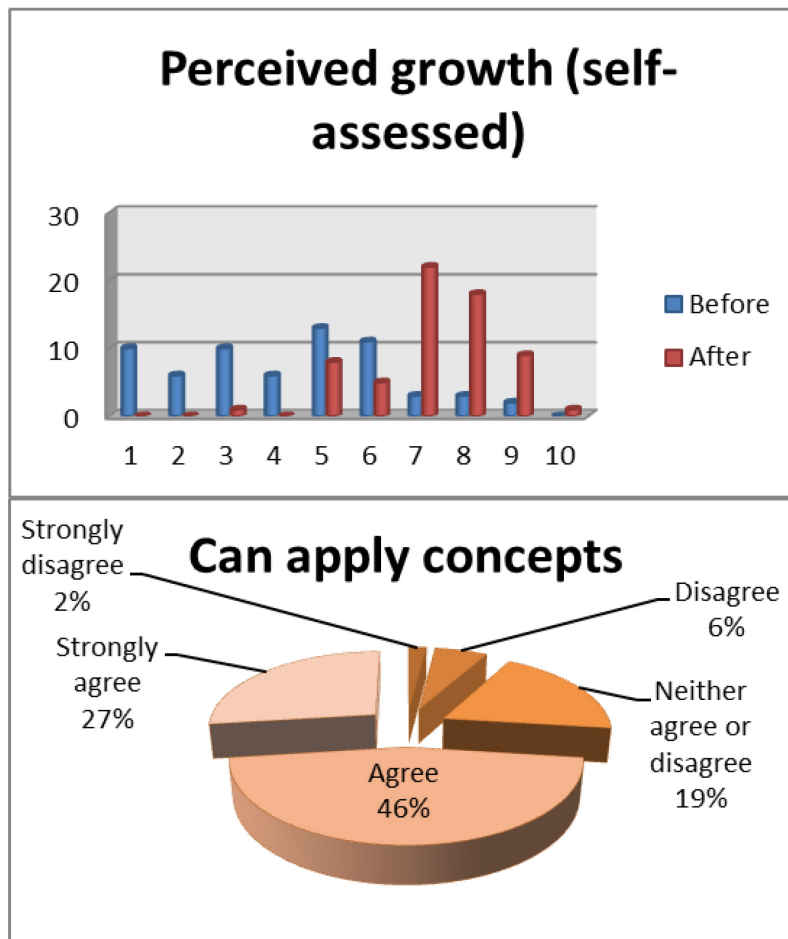 Perceived growth (self-
assessed)
30
20
10
0
1 2 3 4 5 6 7 8 9 10
Before
After
Can apply concepts
Strongly
disagree
2%
Disagree
6%
Strongly
agree
27%
Neither
agree or
disagree
19%
Agree
46%